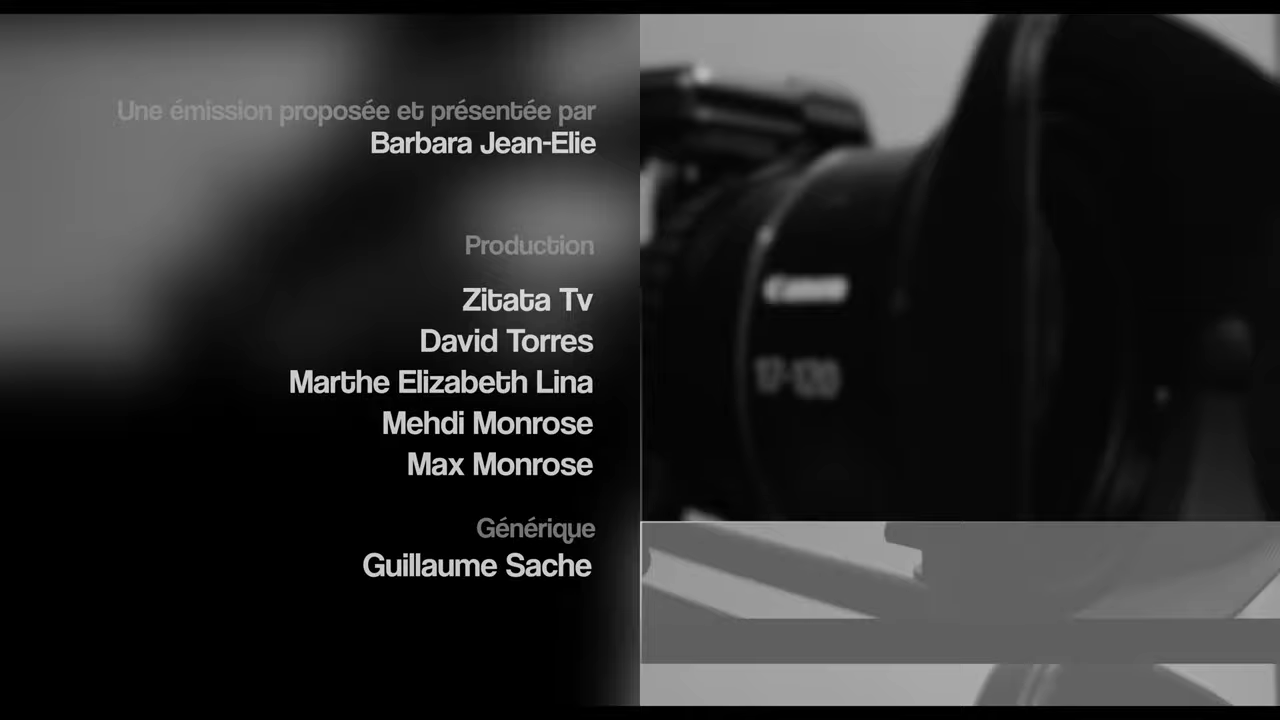 Une émission proposée et présentée par
Barbara Jean-Elie
Production
Zitata Tv
David Torres
Marthe Elizabeth Lina
Mehdi Monrose
Max Monrose
Générique
Guillaume Sache
Canon
17-120